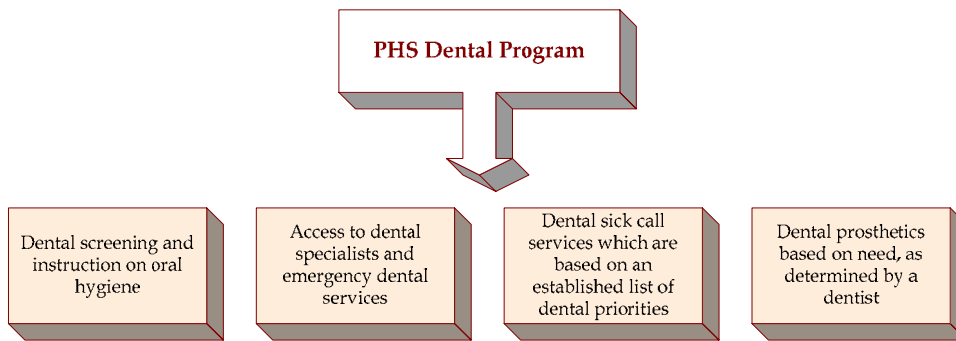 PHS Dental Program
Dental screening and
instruction on oral
hygiene
Access to dental
specialists and
emergency dental
services
Dental sick call
services which are
based on an
established list of
dental priorities
Dental prosthetics
based on need, as
determined by a
dentist